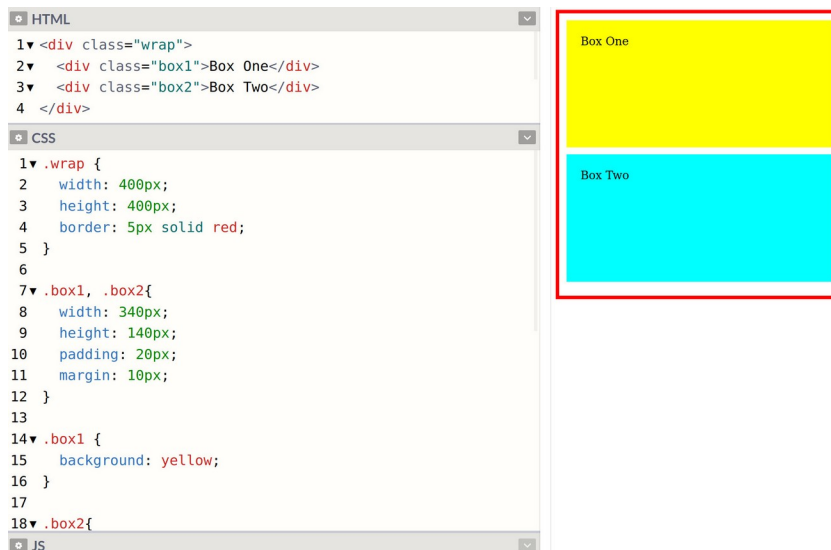 HTML
1▼ <div class="wrap">
2▼   <div class="box1">Box One</div>
3▼   <div class="box2">Box Two</div>
4  </div>
CSS
1▼ .wrap {
2    width: 400px;
3    height: 400px;
4    border: 5px solid red;
5  }
6
7▼ .box1, .box2{
8    width: 340px;
9    height: 140px;
10    padding: 20px;
11    margin: 10px;
12  }
13
14▼ .box1 {
15    background: yellow;
16  }
17
18▼ .box2{
JS
Box One
Box Two